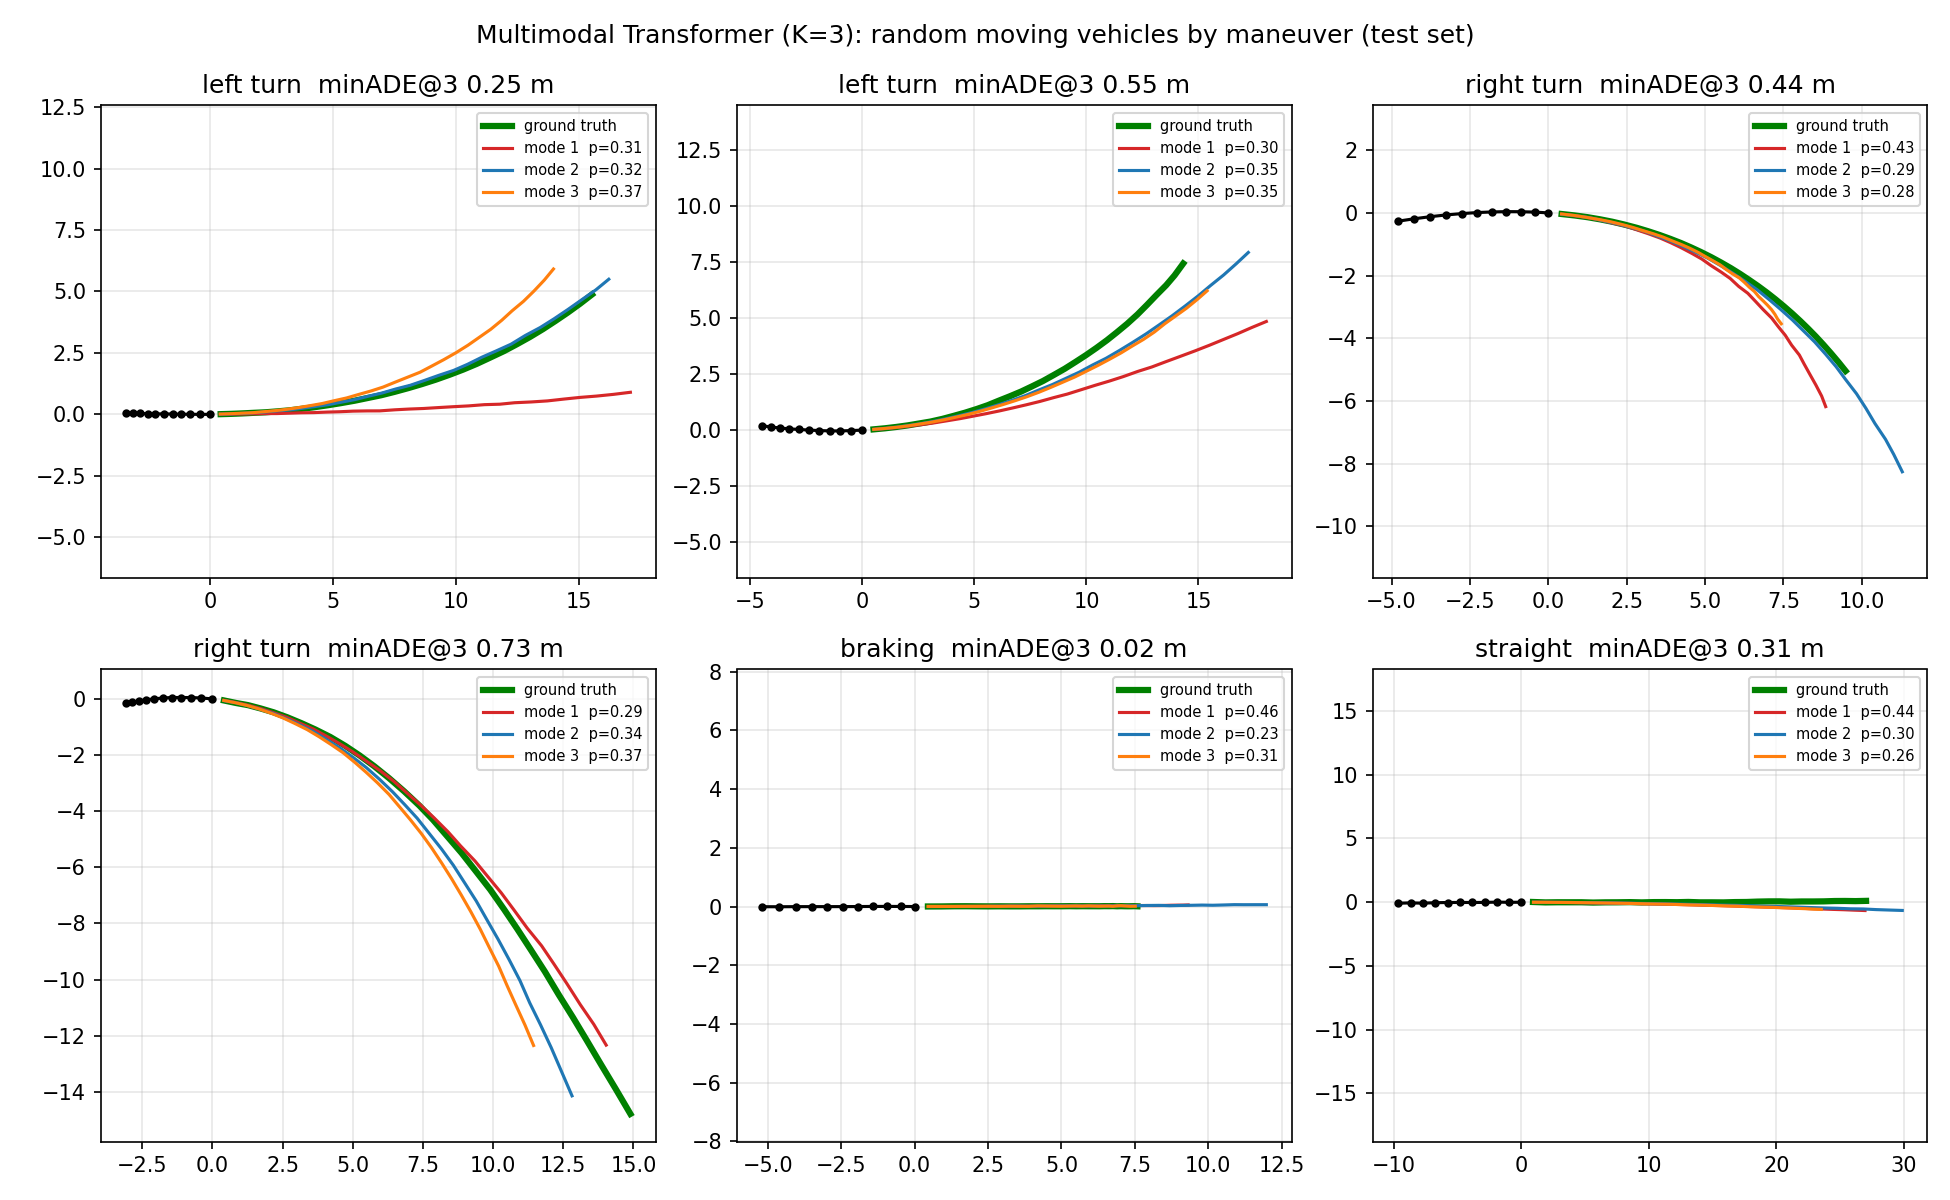 Multimodal Transformer (K=3): random moving vehicles by maneuver (test set)
left turn  minADE@3 0.25 m
12.5
10.0
7.5
5.0
2.5
0.0
−2.5
−5.0
0
5
10
15
ground truth
mode 1  p=0.31
mode 2  p=0.32
mode 3  p=0.37
left turn  minADE@3 0.55 m
12.5
10.0
7.5
5.0
2.5
0.0
−2.5
−5.0
−5
0
5
10
15
ground truth
mode 1  p=0.30
mode 2  p=0.35
mode 3  p=0.35
right turn  minADE@3 0.44 m
2
0
−2
−4
−6
−8
−10
−5.0
−2.5
0.0
2.5
5.0
7.5
10.0
ground truth
mode 1  p=0.43
mode 2  p=0.29
mode 3  p=0.28
right turn  minADE@3 0.73 m
0
−2
−4
−6
−8
−10
−12
−14
−2.5
0.0
2.5
5.0
7.5
10.0
12.5
15.0
ground truth
mode 1  p=0.29
mode 2  p=0.34
mode 3  p=0.37
braking  minADE@3 0.02 m
8
6
4
2
0
−2
−4
−6
−8
−5.0
−2.5
0.0
2.5
5.0
7.5
10.0
12.5
ground truth
mode 1  p=0.46
mode 2  p=0.23
mode 3  p=0.31
straight  minADE@3 0.31 m
15
10
5
0
−5
−10
−15
−10
0
10
20
30
ground truth
mode 1  p=0.44
mode 2  p=0.30
mode 3  p=0.26